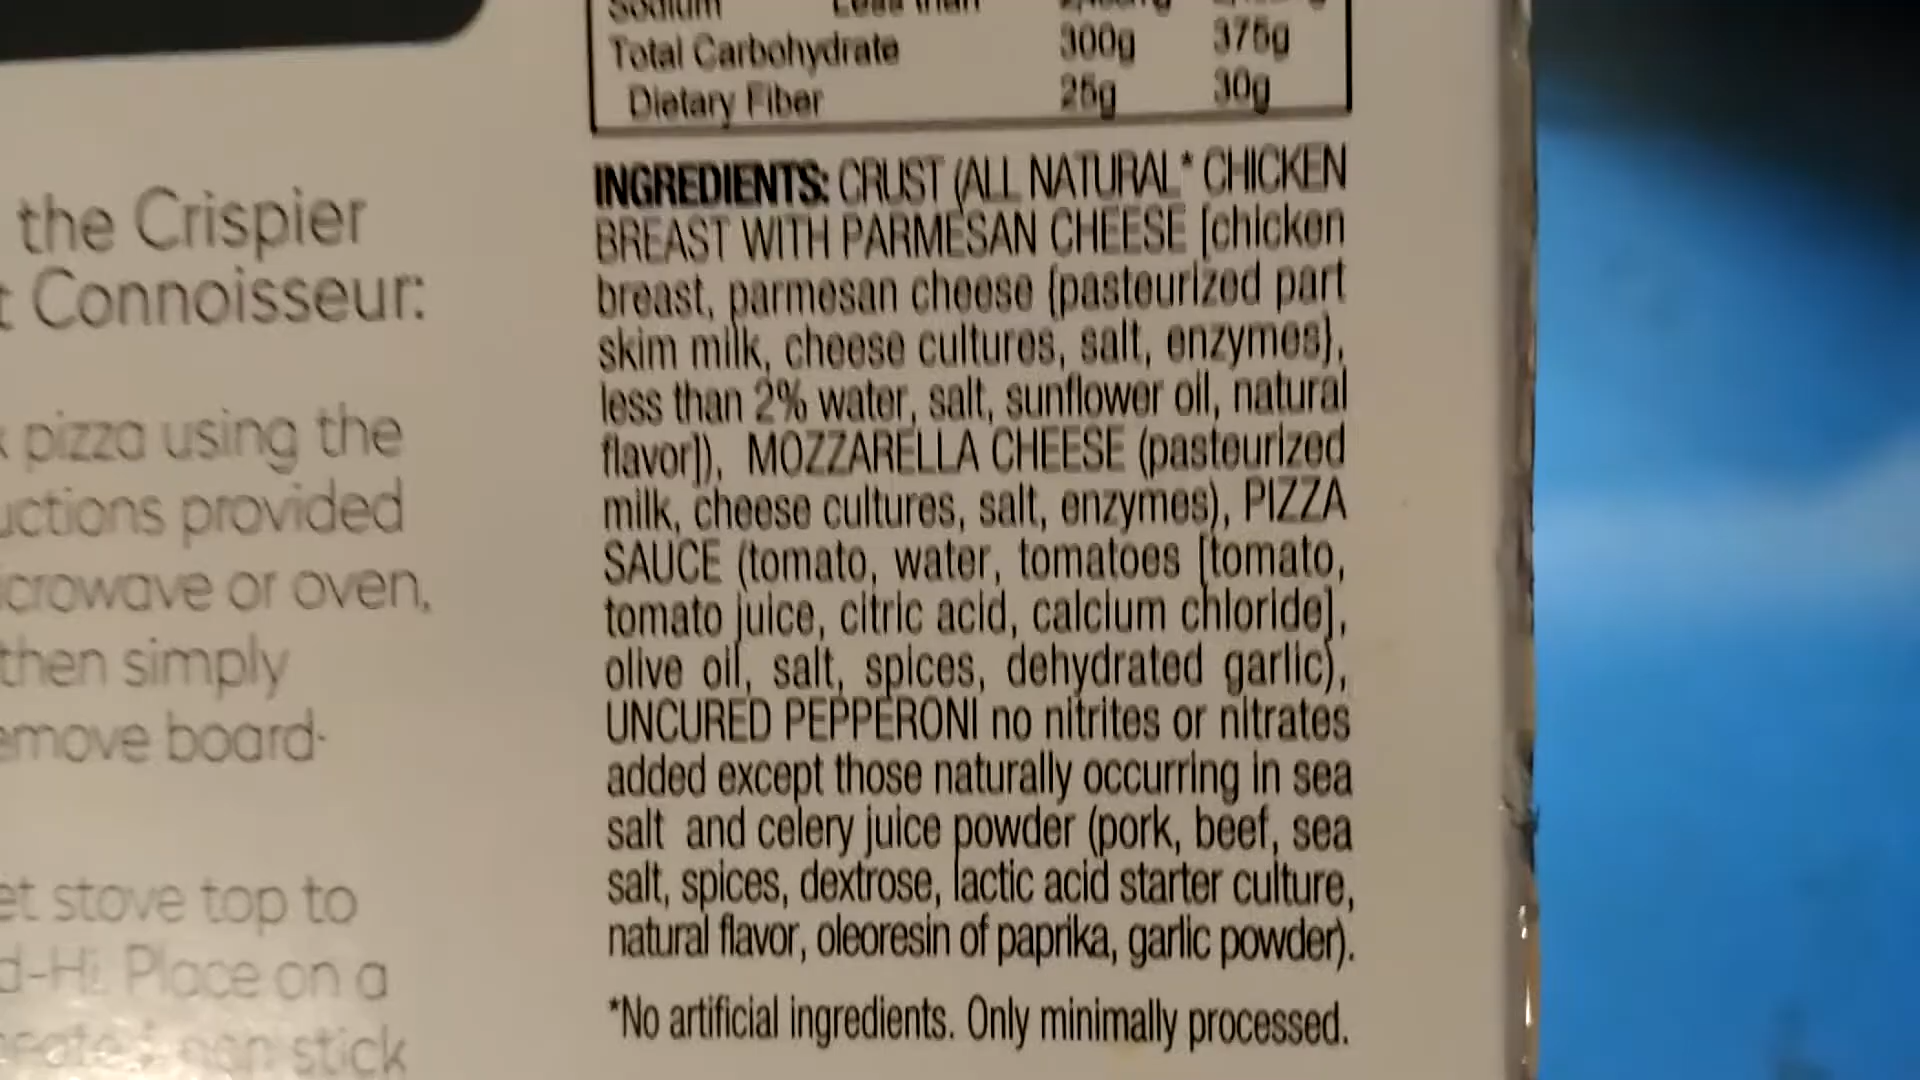 the Crispier
Connoisseur:
pizza using the
provided
or oven,
then simply
board-
stove top to
Place on a
stick
Sodium Less than
Total Carbohydrate 300g 375g
Dietary Fiber 25g 30g
INGREDIENTS: CRUST (ALL NATURAL* CHICKEN
BREAST WITH PARMESAN CHEESE [chicken
breast, parmesan cheese {pasteurized part
skim milk, cheese cultures, salt, enzymes},
less than 2% water, salt, sunflower oil, natural
flavor]), MOZZARELLA CHEESE (pasteurized
milk, cheese cultures, salt, enzymes), PIZZA
SAUCE (tomato, water, tomatoes [tomato,
tomato juice, citric acid, calcium chloride],
olive oil, salt, spices, dehydrated garlic),
UNCURED PEPPERONI no nitrites or nitrates
added except those naturally occurring in sea
salt and celery juice powder (pork, beef, sea
salt, spices, dextrose, lactic acid starter culture,
natural flavor, oleoresin of paprika, garlic powder).
*No artificial ingredients. Only minimally processed.